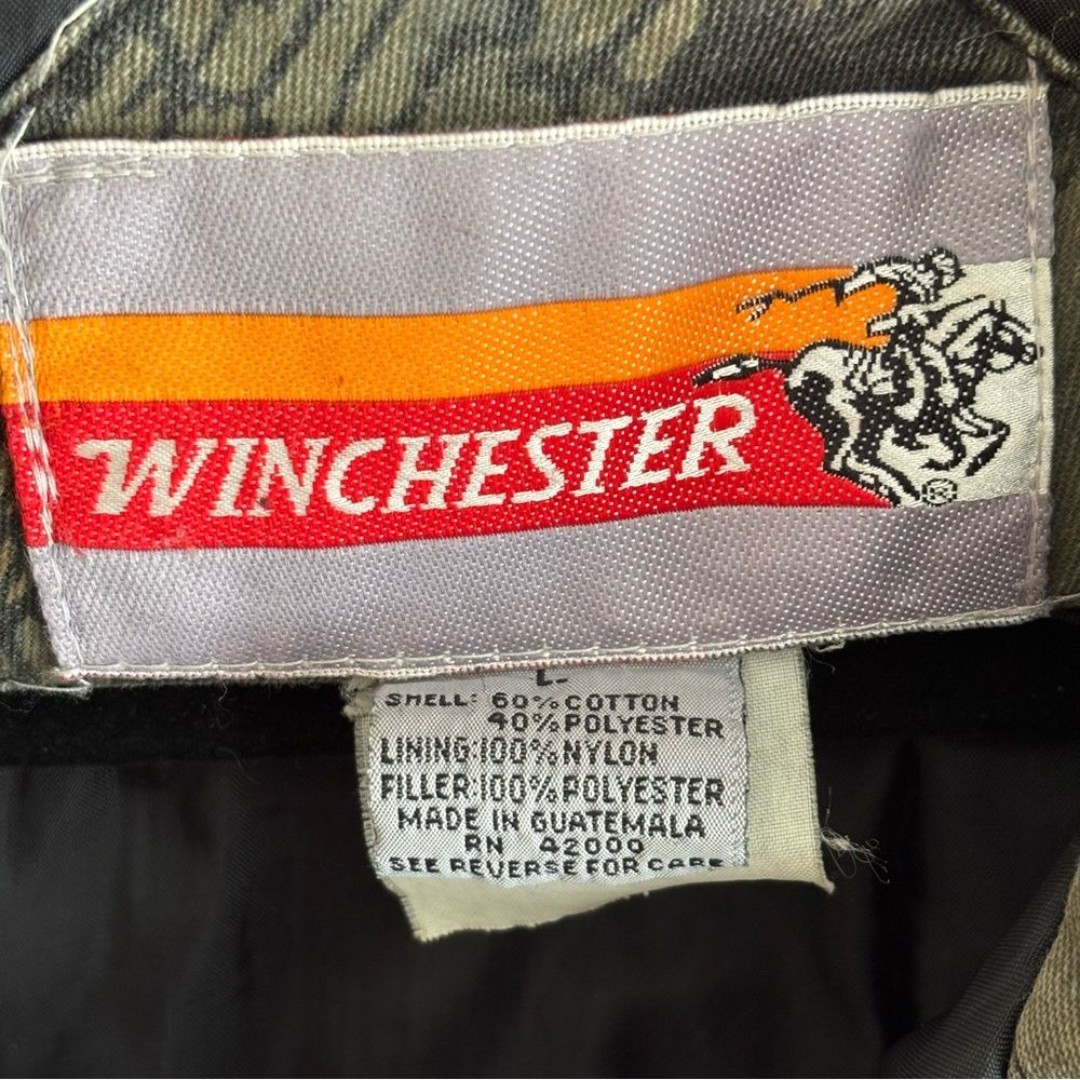 WINCHESTER
®
L
SHELL: 60% COTTON
40% POLYESTER
LINING: 100% NYLON
FILLER: 100% POLYESTER
MADE IN GUATEMALA
RN 42000
SEE REVERSE FOR CARE